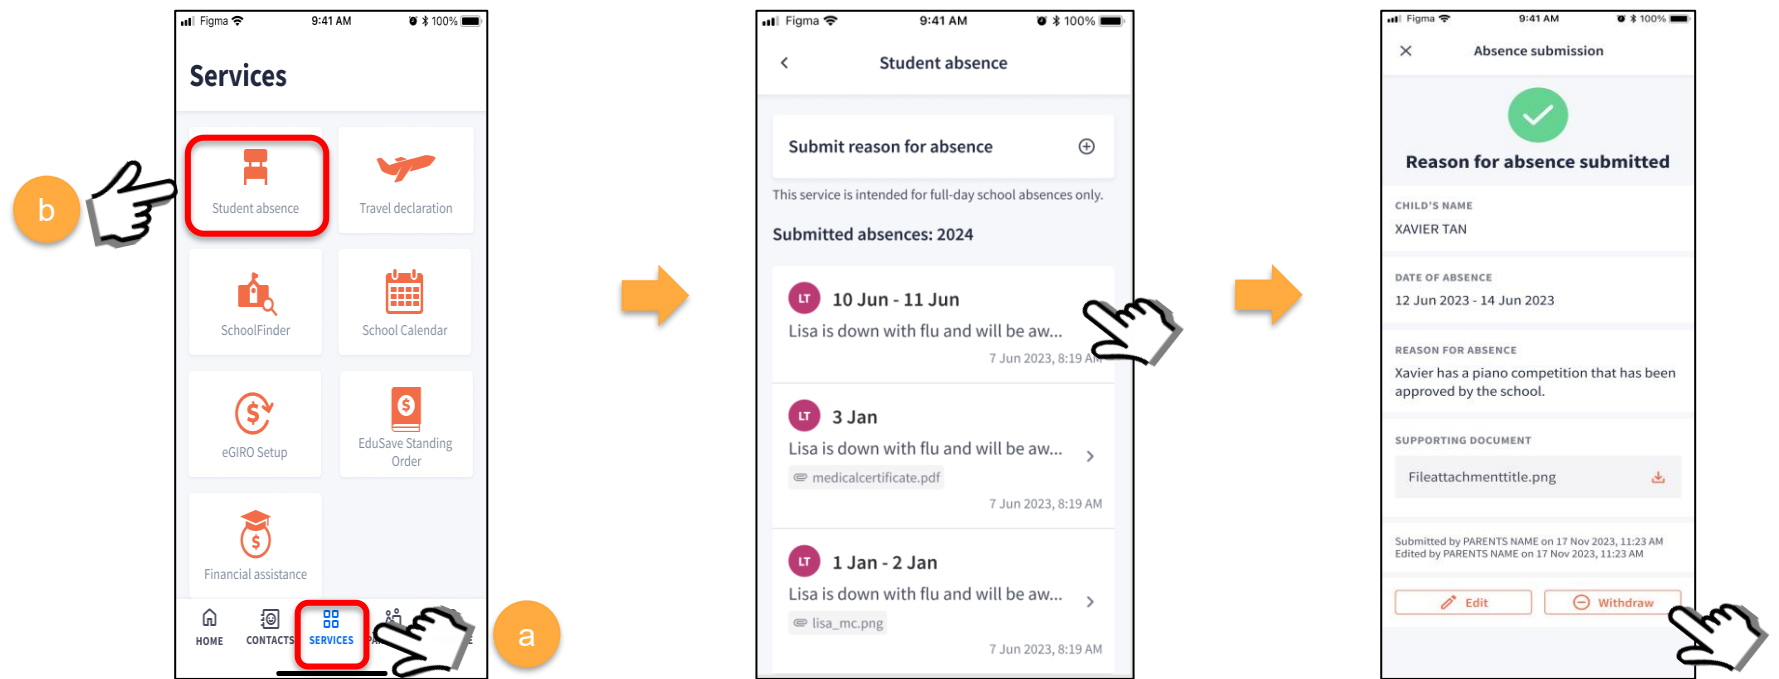 Figma 9:41 AM 100%
Services
Student absence
Travel declaration
SchoolFinder
School Calendar
eGIRO Setup
EduSave Standing
Order
Financial assistance
HOME
CONTACTS
SERVICES
b
a
Figma 9:41 AM 100%
Student absence
Submit reason for absence
This service is intended for full-day school absences only.
Submitted absences: 2024
LT 10 Jun - 11 Jun
Lisa is down with flu and will be aw...
7 Jun 2023, 8:19 AM
LT 3 Jan
Lisa is down with flu and will be aw...
medicalcertificate.pdf
7 Jun 2023, 8:19 AM
LT 1 Jan - 2 Jan
Lisa is down with flu and will be aw...
lisa_mc.png
7 Jun 2023, 8:19 AM
Figma 9:41 AM 100%
Absence submission
Reason for absence submitted
CHILD'S NAME
XAVIER TAN
DATE OF ABSENCE
12 Jun 2023 - 14 Jun 2023
REASON FOR ABSENCE
Xavier has a piano competition that has been
approved by the school.
SUPPORTING DOCUMENT
Fileattachmenttitle.png
Submitted by PARENTS NAME on 17 Nov 2023, 11:23 AM
Edited by PARENTS NAME on 17 Nov 2023, 11:23 AM
Edit
Withdraw